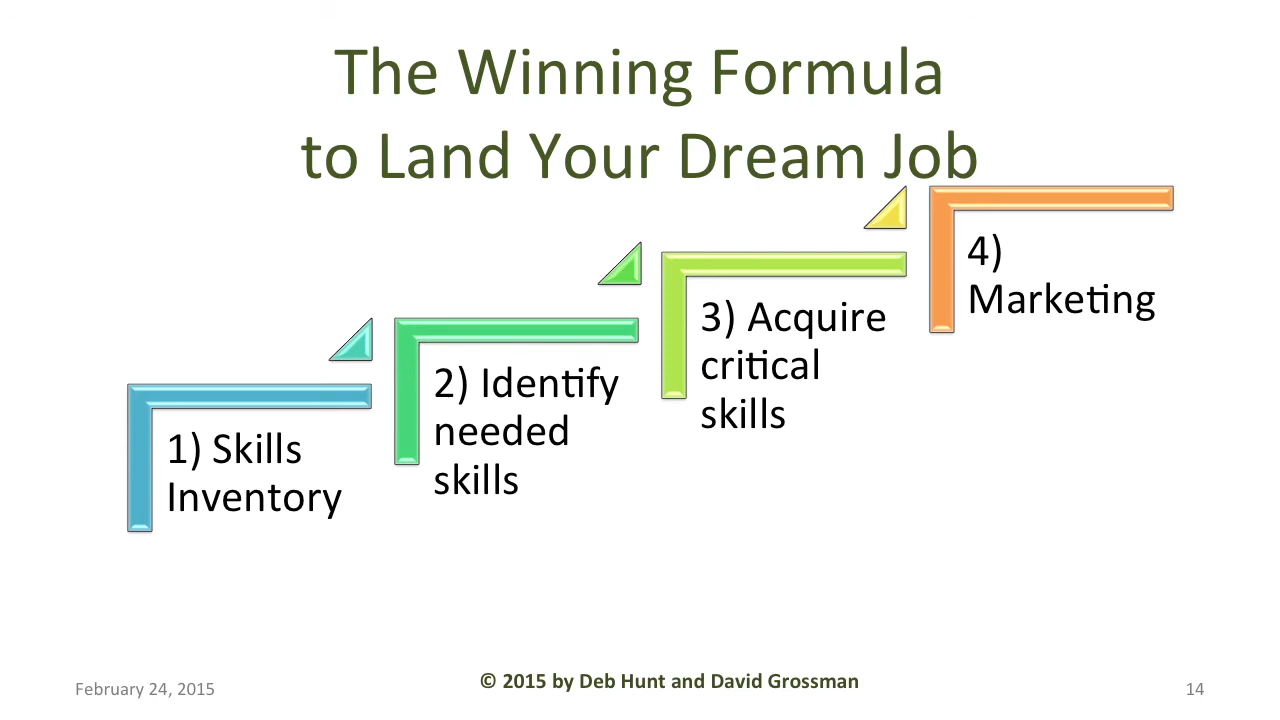 The Winning Formula
to Land Your Dream Job
1) Skills
Inventory
2) Identify
needed
skills
3) Acquire
critical
skills
4)
Marketing
February 24, 2015
© 2015 by Deb Hunt and David Grossman
14